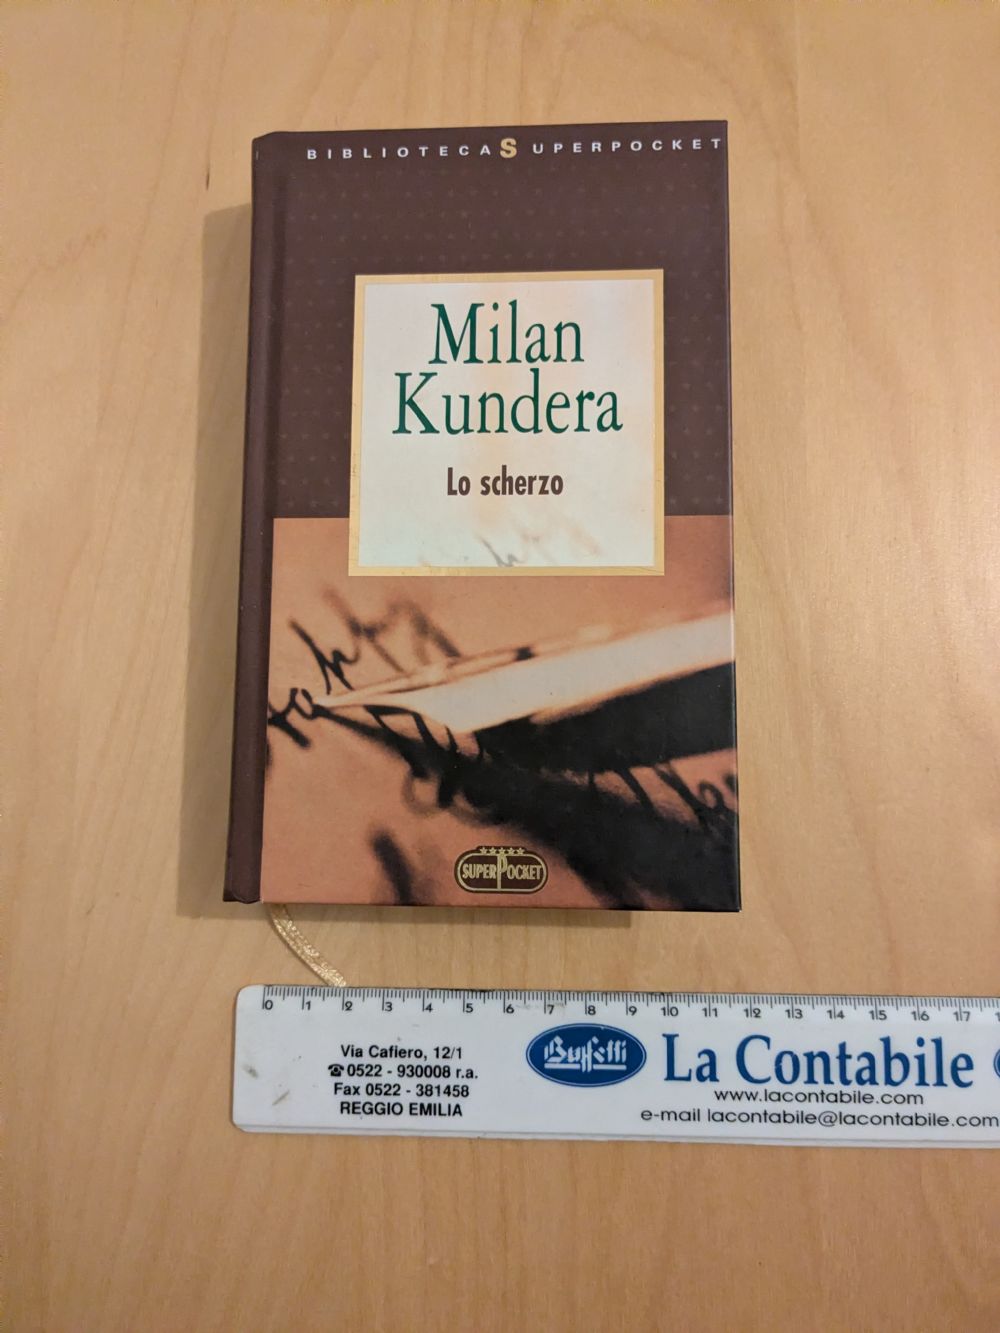 BIBLIOTECA SUPERPOCKET
Milan
Kundera
Lo scherzo
SUPERPOCKET
0 1 2 3 4 5 6 7 8 9 10 11 12 13 14 15 16 17
Via Cafiero, 12/1
☎0522 - 930008 r.a.
Fax 0522 - 381458
REGGIO EMILIA
Buffetti
La Contabile
www.lacontabile.com
e-mail lacontabile@lacontabile.com